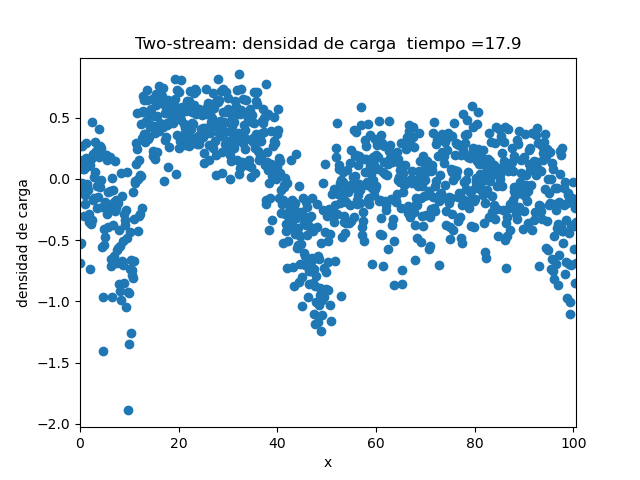 Two-stream: densidad de carga  tiempo =17.9
densidad de carga
0.5
0.0
−0.5
−1.0
−1.5
−2.0
0 20 40 60 80 100
x